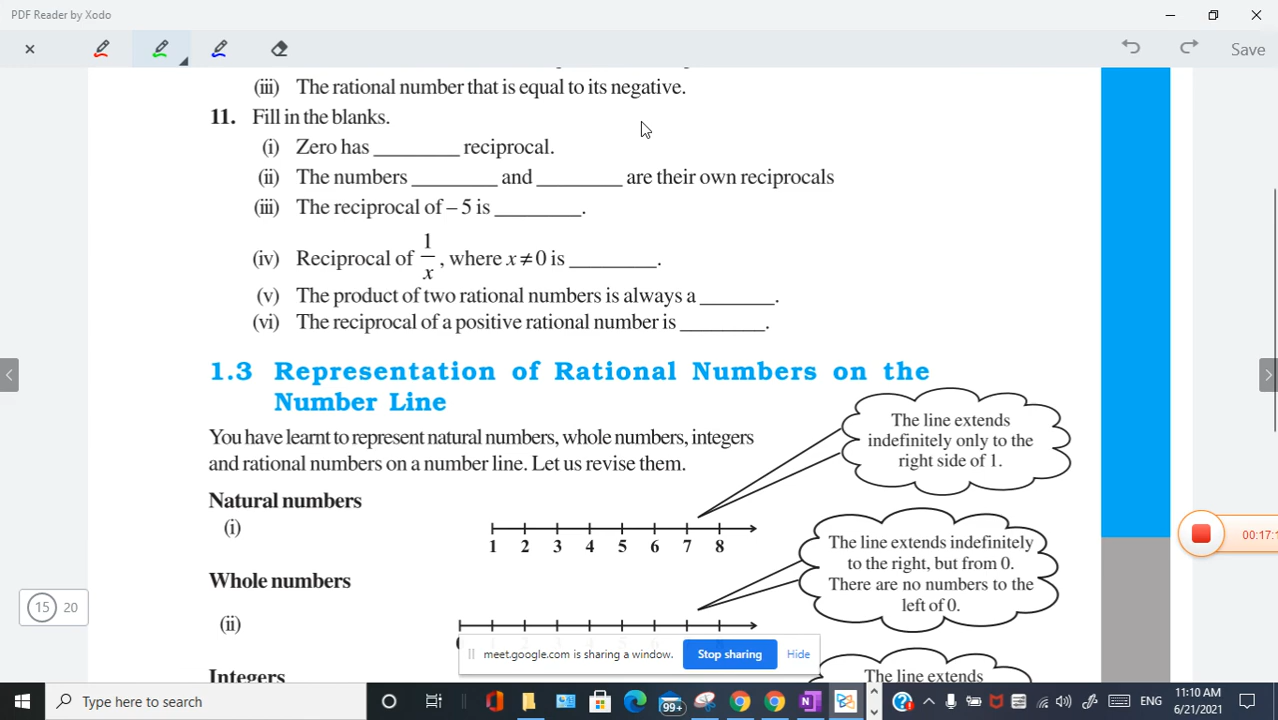 PDF Reader by Xodo
Save
(iii) The rational number that is equal to its negative.
11. Fill in the blanks.
(i) Zero has ________ reciprocal.
(ii) The numbers ________ and ________ are their own reciprocals
(iii) The reciprocal of – 5 is ________.
(iv) Reciprocal of 1/x, where x ≠ 0 is ________.
(v) The product of two rational numbers is always a _______.
(vi) The reciprocal of a positive rational number is ________.
1.3 Representation of Rational Numbers on the
Number Line
You have learnt to represent natural numbers, whole numbers, integers
and rational numbers on a number line. Let us revise them.
The line extends
indefinitely only to the
right side of 1.
Natural numbers
(i)
1 2 3 4 5 6 7 8
The line extends indefinitely
to the right, but from 0.
There are no numbers to the
left of 0.
Whole numbers
(ii)
Integers
The line extends
15 20
00:17:1
meet.google.com is sharing a window.
Stop sharing
Hide
Type here to search
99+
ENG
11:10 AM
6/21/2021